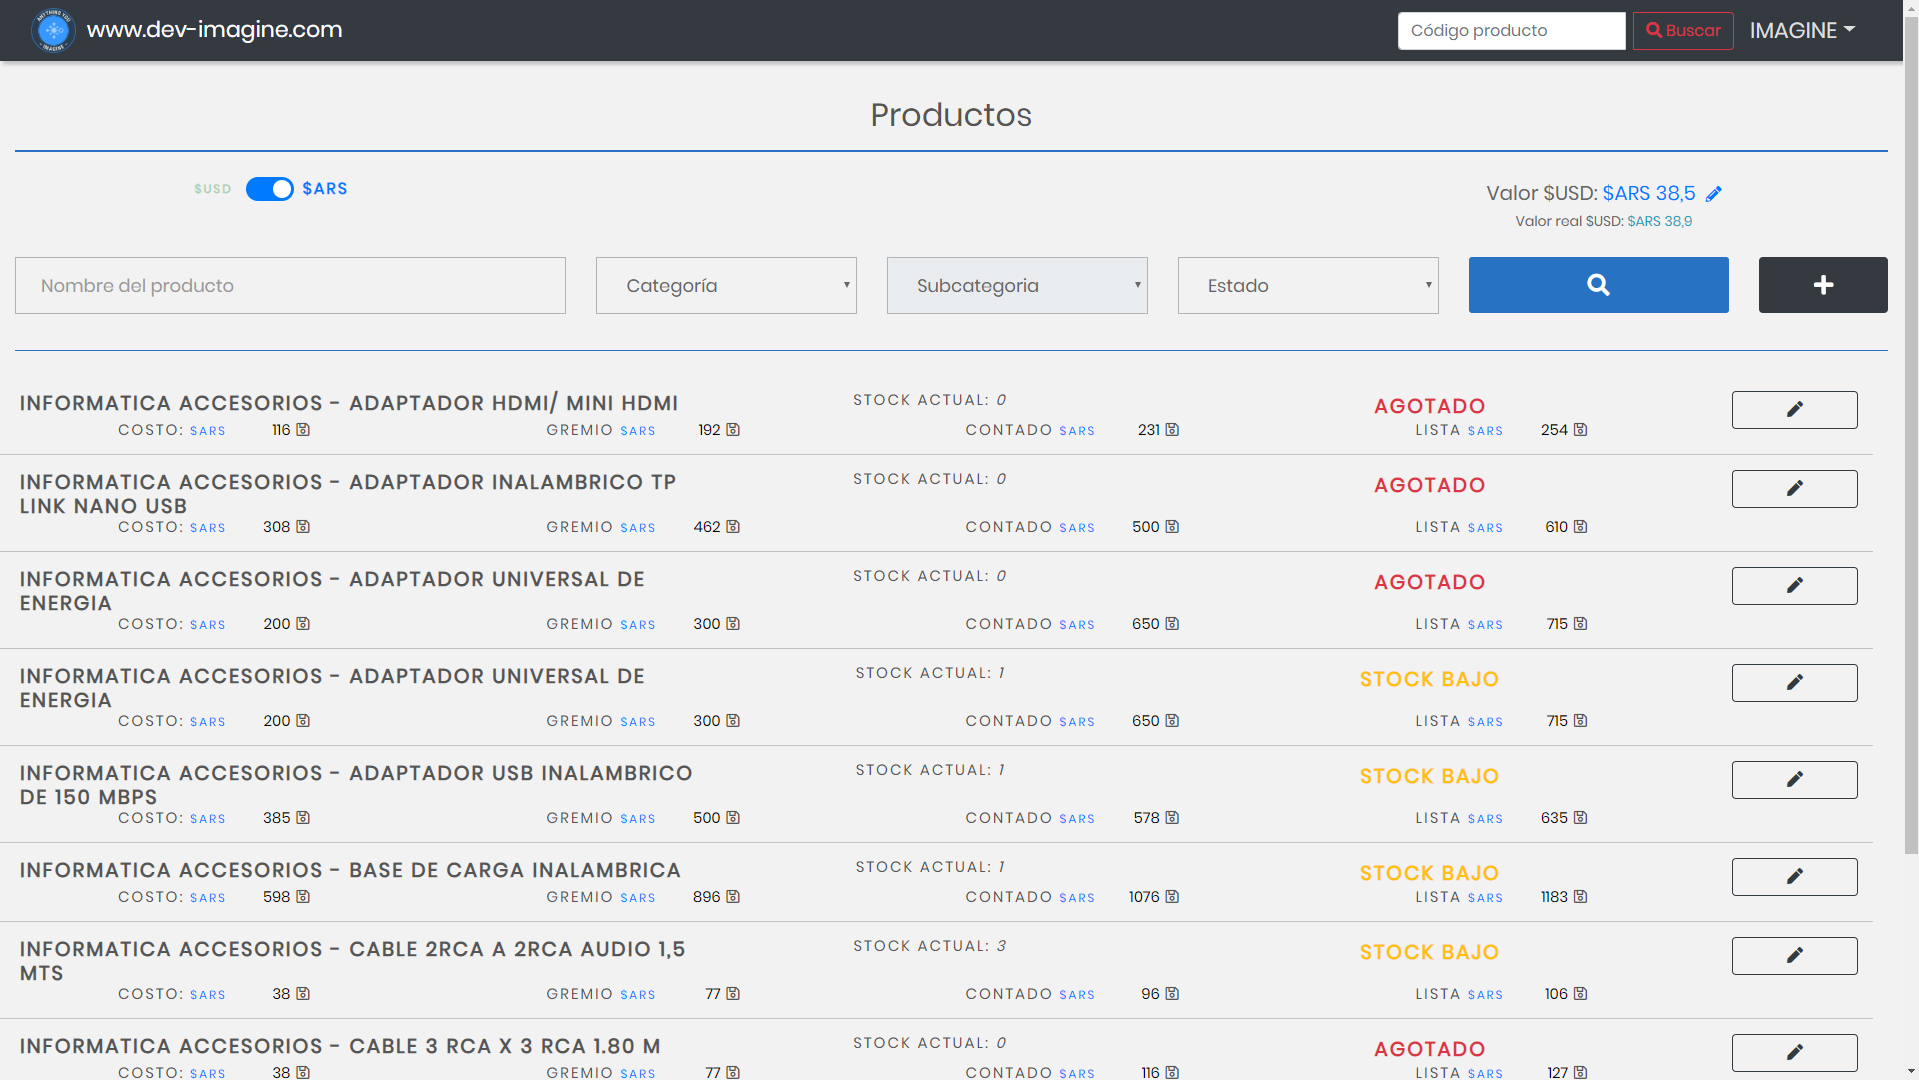 ANYTHING YOU
IMAGINE
www.dev-imagine.com
Código producto
Buscar
IMAGINE
Productos
$USD $ARS
Valor $USD: $ARS 38,5
Valor real $USD: $ARS 38,9
Nombre del producto
Categoría
Subcategoria
Estado
INFORMATICA ACCESORIOS - ADAPTADOR HDMI/ MINI HDMI
STOCK ACTUAL: 0
AGOTADO
COSTO: $ARS 116 GREMIO $ARS 192 CONTADO $ARS 231 LISTA $ARS 254
INFORMATICA ACCESORIOS - ADAPTADOR INALAMBRICO TP
LINK NANO USB
STOCK ACTUAL: 0
AGOTADO
COSTO: $ARS 308 GREMIO $ARS 462 CONTADO $ARS 500 LISTA $ARS 610
INFORMATICA ACCESORIOS - ADAPTADOR UNIVERSAL DE
ENERGIA
STOCK ACTUAL: 0
AGOTADO
COSTO: $ARS 200 GREMIO $ARS 300 CONTADO $ARS 650 LISTA $ARS 715
INFORMATICA ACCESORIOS - ADAPTADOR UNIVERSAL DE
ENERGIA
STOCK ACTUAL: 1
STOCK BAJO
COSTO: $ARS 200 GREMIO $ARS 300 CONTADO $ARS 650 LISTA $ARS 715
INFORMATICA ACCESORIOS - ADAPTADOR USB INALAMBRICO
DE 150 MBPS
STOCK ACTUAL: 1
STOCK BAJO
COSTO: $ARS 385 GREMIO $ARS 500 CONTADO $ARS 578 LISTA $ARS 635
INFORMATICA ACCESORIOS - BASE DE CARGA INALAMBRICA
STOCK ACTUAL: 1
STOCK BAJO
COSTO: $ARS 598 GREMIO $ARS 896 CONTADO $ARS 1076 LISTA $ARS 1183
INFORMATICA ACCESORIOS - CABLE 2RCA A 2RCA AUDIO 1,5
MTS
STOCK ACTUAL: 3
STOCK BAJO
COSTO: $ARS 38 GREMIO $ARS 77 CONTADO $ARS 96 LISTA $ARS 106
INFORMATICA ACCESORIOS - CABLE 3 RCA X 3 RCA 1.80 M
STOCK ACTUAL: 0
AGOTADO
COSTO: $ARS 38 GREMIO $ARS 77 CONTADO $ARS 116 LISTA $ARS 127